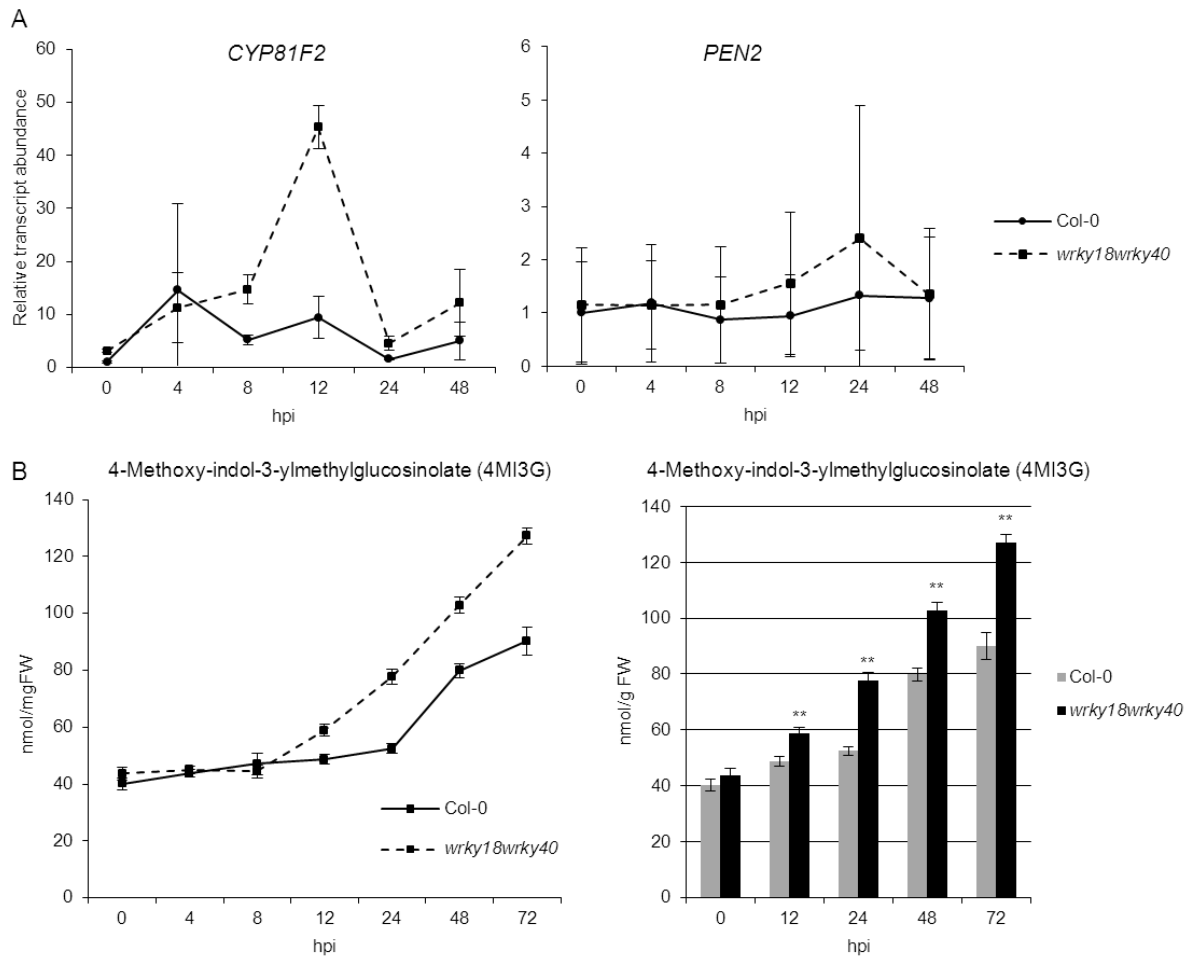 A
CYP81F2
Relative transcript abundance
60
50
40
30
20
10
0
0 4 8 12 24 48
hpi
PEN2
6
5
4
3
2
1
0
0 4 8 12 24 48
hpi
Col-0
wrky18wrky40
B
4-Methoxy-indol-3-ylmethylglucosinolate (4MI3G)
nmol/mgFW
140
120
100
80
60
40
20
0
0 4 8 12 24 48 72
hpi
Col-0
wrky18wrky40
4-Methoxy-indol-3-ylmethylglucosinolate (4MI3G)
nmol/g FW
140
120
100
80
60
40
20
0
**
**
**
**
0 12 24 48 72
hpi
Col-0
wrky18wrky40